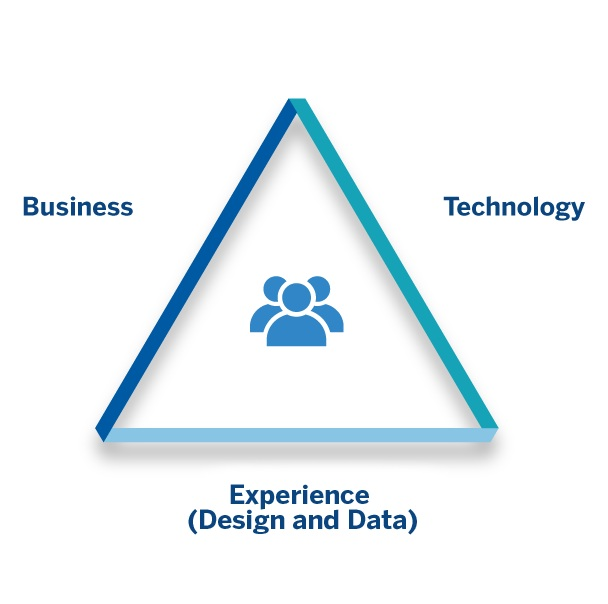 Business
Technology
Experience
(Design and Data)